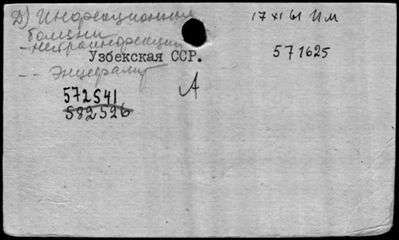 Д) Инфекционные
болезни
17 XI 61 ИМ
- нейроинфекции
571625
Узбекская ССР.
-- Энцефалит
А
572541
582526